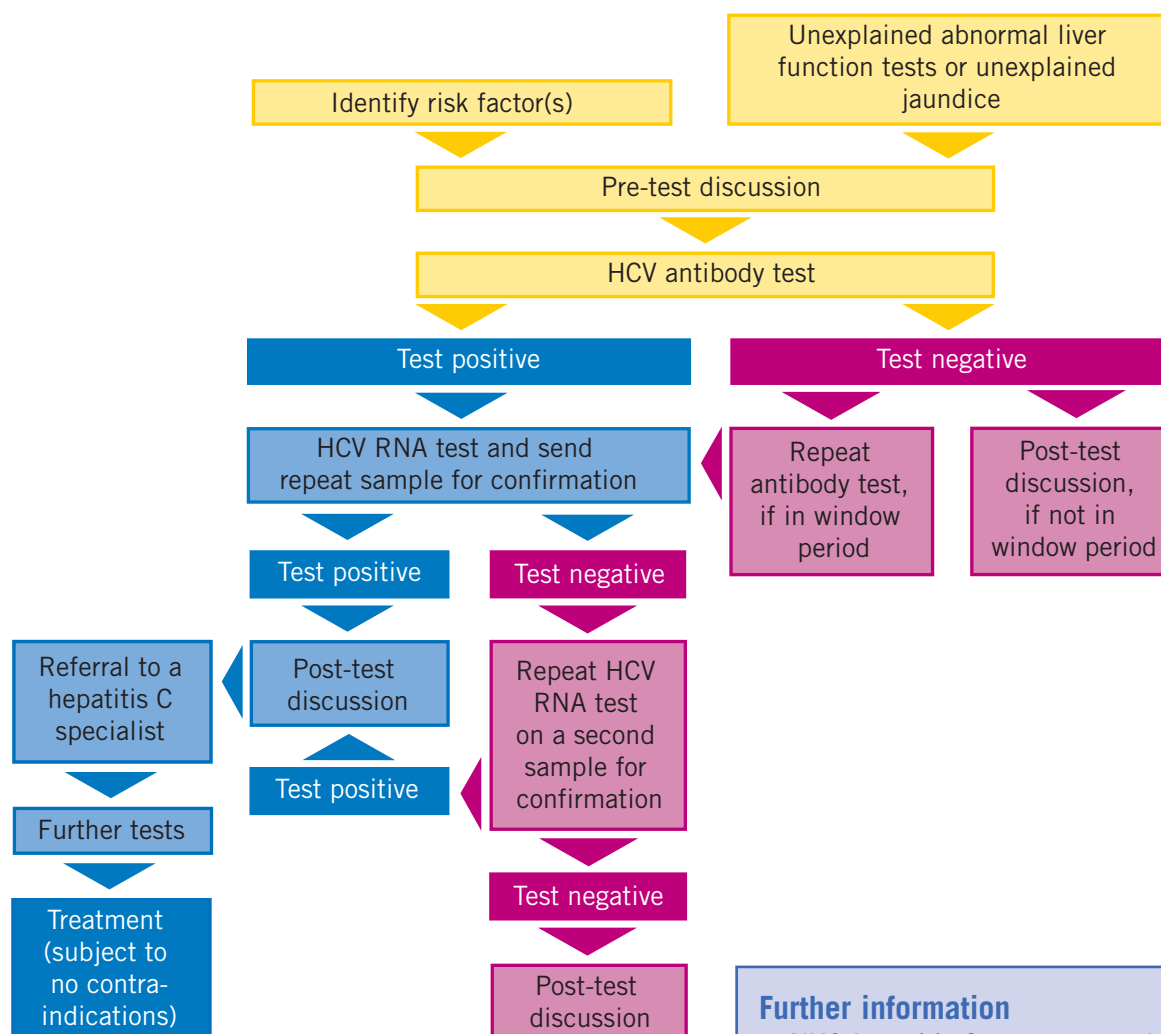 Unexplained abnormal liver
function tests or unexplained
jaundice
Identify risk factor(s)
Pre-test discussion
HCV antibody test
Test positive
Test negative
HCV RNA test and send
repeat sample for confirmation
Repeat
antibody test,
if in window
period
Post-test
discussion,
if not in
window period
Test positive
Test negative
Referral to a
hepatitis C
specialist
Post-test
discussion
Repeat HCV
RNA test
on a second
sample for
confirmation
Test positive
Further tests
Test negative
Treatment
(subject to
no contra-
indications)
Post-test
discussion
Further information